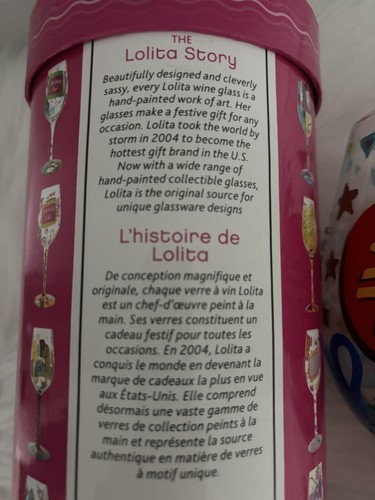 THE
Lolita Story
Beautifully designed and cleverly
sassy, every Lolita wine glass is a
hand-painted work of art. Her
glasses make a festive gift for any
occasion. Lolita took the world by
storm in 2004 to become the
hottest gift brand in the U.S.
Now with a wide range of
hand-painted collectible glasses,
Lolita is the original source for
unique glassware designs
L'histoire de
Lolita
De conception magnifique et
originale, chaque verre à vin Lolita
est un chef-d'œuvre peint à la
main. Ses verres constituent un
cadeau festif pour toutes les
occasions. En 2004, Lolita a
conquis le monde en devenant la
marque de cadeaux la plus en vue
aux États-Unis. Elle comprend
désormais une vaste gamme de
verres de collection peints à la
main et représente la source
authentique en matière de verres
à motif unique.